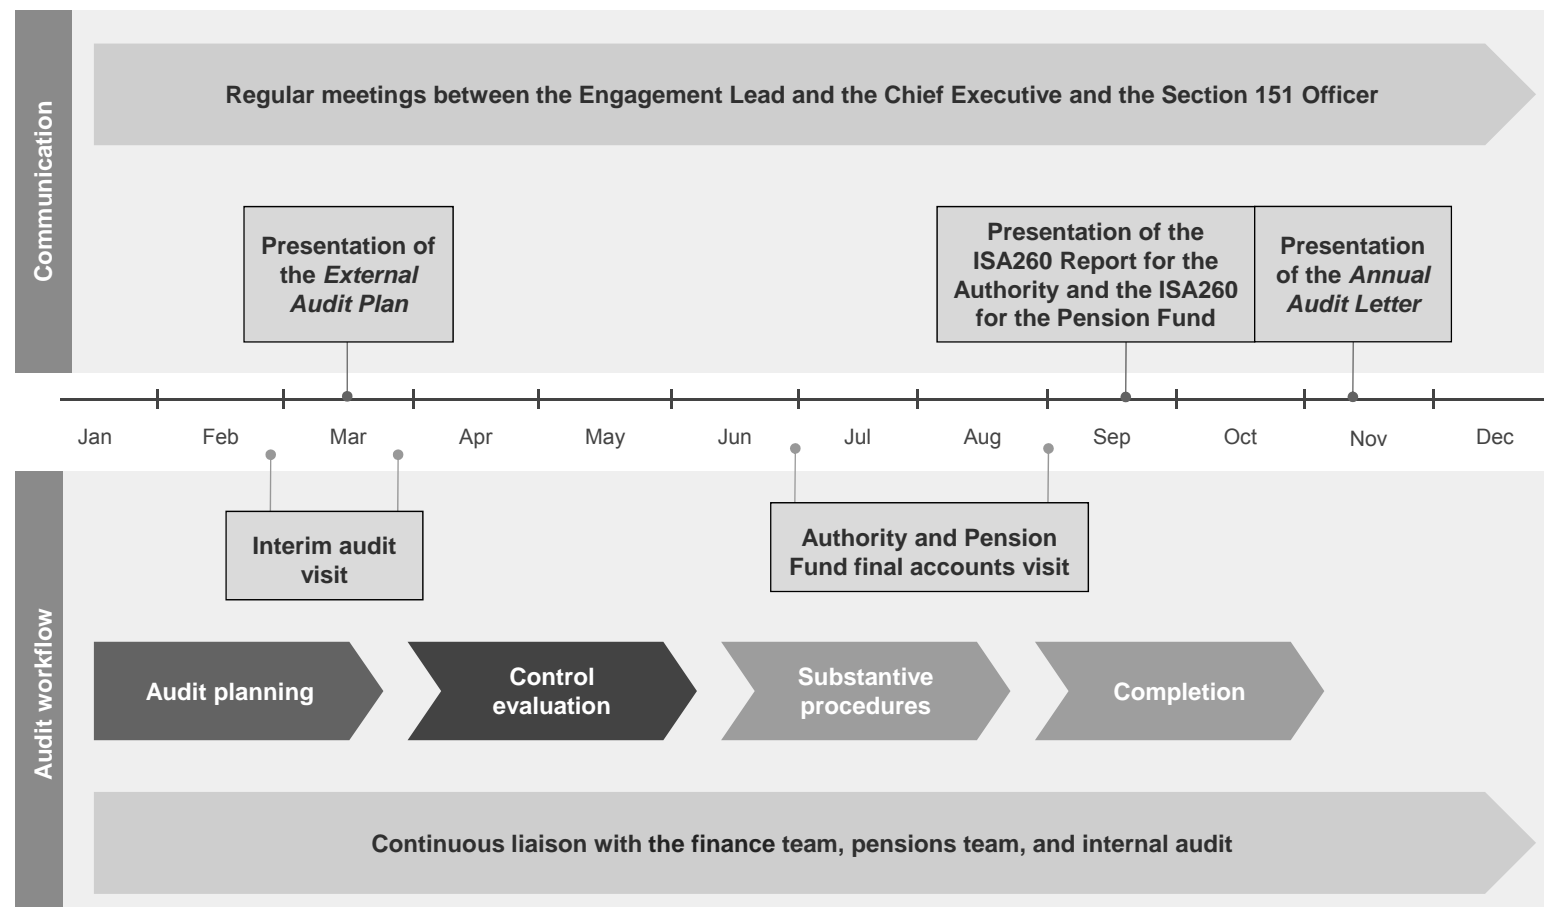 Communication
Regular meetings between the Engagement Lead and the Chief Executive and the Section 151 Officer
Presentation of
the External
Audit Plan
Presentation of the
ISA260 Report for the
Authority and the ISA260
for the Pension Fund
Presentation
of the Annual
Audit Letter
Jan Feb Mar Apr May Jun Jul Aug Sep Oct Nov Dec
Audit workflow
Interim audit
visit
Authority and Pension
Fund final accounts visit
Audit planning
Control
evaluation
Substantive
procedures
Completion
Continuous liaison with the finance team, pensions team, and internal audit